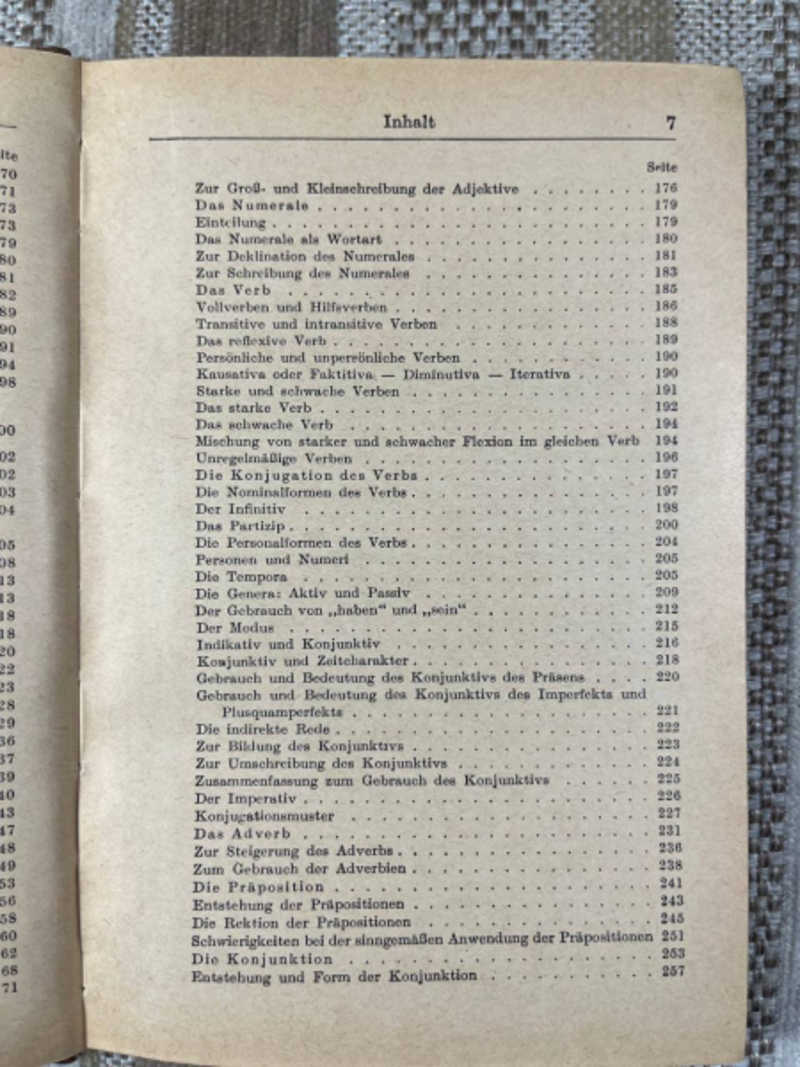 Inhalt 7
Seite
Zur Groß- und Kleinschreibung der Adjektive . . . . . . . . 176
Das Numerale . . . . . . . . . . . . . . . . . . . . . . 179
Einteilung . . . . . . . . . . . . . . . . . . . . . . . . . 179
Das Numerale als Wortart . . . . . . . . . . . . . . . . . 180
Zur Deklination des Numerales . . . . . . . . . . . . . . . 181
Zur Schreibung des Numerales . . . . . . . . . . . . . . . 183
Das Verb . . . . . . . . . . . . . . . . . . . . . . . . 185
Vollverben und Hilfsverben . . . . . . . . . . . . . . . . . 186
Transitive und intransitive Verben . . . . . . . . . . . . . 188
Das reflexive Verb . . . . . . . . . . . . . . . . . . . . . 189
Persönliche und unpersönliche Verben . . . . . . . . . . . . 190
Kausativa oder Faktitiva — Diminutiva — Iterativa . . . . . 190
Starke und schwache Verben . . . . . . . . . . . . . . . . 191
Das starke Verb . . . . . . . . . . . . . . . . . . . . . . 192
Das schwache Verb . . . . . . . . . . . . . . . . . . . . 194
Mischung von starker und schwacher Flexion im gleichen Verb 194
Unregelmäßige Verben . . . . . . . . . . . . . . . . . . . 196
Die Konjugation des Verbs . . . . . . . . . . . . . . . 197
Die Nominalformen des Verbs . . . . . . . . . . . . . . . . 197
Der Infinitiv . . . . . . . . . . . . . . . . . . . . . . . 198
Das Partizip . . . . . . . . . . . . . . . . . . . . . . . . 200
Die Personalformen des Verbs . . . . . . . . . . . . . . . . 204
Personen und Numeri . . . . . . . . . . . . . . . . . . . 205
Die Tempora . . . . . . . . . . . . . . . . . . . . . . . 205
Die Genera: Aktiv und Passiv . . . . . . . . . . . . . . . 209
Der Gebrauch von „haben“ und „sein“ . . . . . . . . . . . . 212
Der Modus . . . . . . . . . . . . . . . . . . . . . . . . 215
Indikativ und Konjunktiv . . . . . . . . . . . . . . . . . 216
Konjunktiv und Zeitcharakter . . . . . . . . . . . . . . . . 218
Gebrauch und Bedeutung des Konjunktivs des Präsens . . . . 220
Gebrauch und Bedeutung des Konjunktivs des Imperfekts und
Plusquamperfekts . . . . . . . . . . . . . . . . . . . . 221
Die indirekte Rede . . . . . . . . . . . . . . . . . . . . . 222
Zur Bildung des Konjunktivs . . . . . . . . . . . . . . . . 223
Zur Umschreibung des Konjunktivs . . . . . . . . . . . . . 224
Zusammenfassung zum Gebrauch des Konjunktivs . . . . . . 225
Der Imperativ . . . . . . . . . . . . . . . . . . . . . . . 226
Konjugationsmuster . . . . . . . . . . . . . . . . . . . . 227
Das Adverb . . . . . . . . . . . . . . . . . . . . . . . 231
Zur Steigerung des Adverbs . . . . . . . . . . . . . . . . . 236
Zum Gebrauch der Adverbien . . . . . . . . . . . . . . . . 238
Die Präposition . . . . . . . . . . . . . . . . . . . . . 241
Entstehung der Präpositionen . . . . . . . . . . . . . . . . 243
Die Rektion der Präpositionen . . . . . . . . . . . . . . . 245
Schwierigkeiten bei der sinngemäßen Anwendung der Präpositionen 251
Die Konjunktion . . . . . . . . . . . . . . . . . . . . 253
Entstehung und Form der Konjunktion . . . . . . . . . . . 257